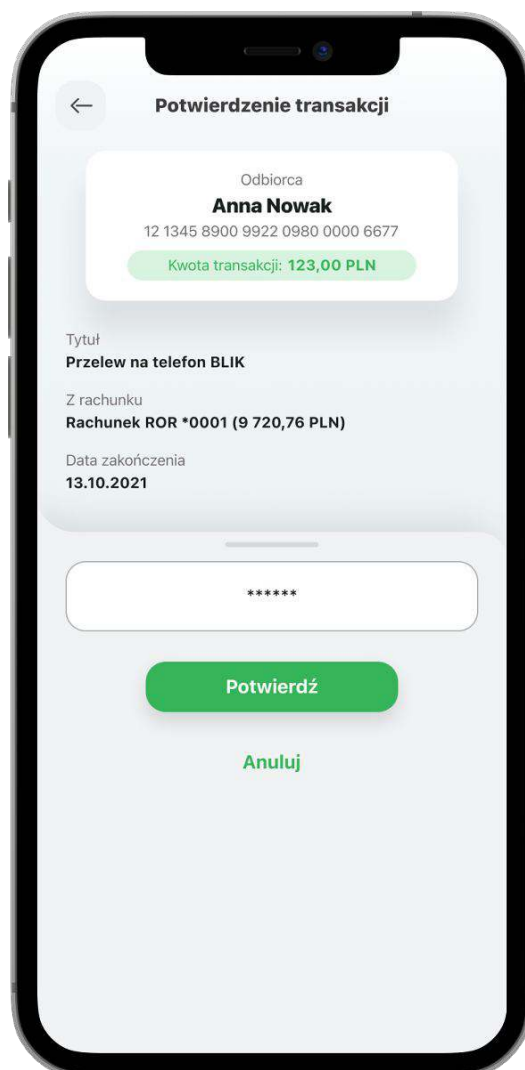 Potwierdzenie transakcji
Odbiorca
Anna Nowak
12 1345 8900 9922 0980 0000 6677
Kwota transakcji: 123,00 PLN
Tytuł
Przelew na telefon BLIK
Z rachunku
Rachunek ROR *0001 (9 720,76 PLN)
Data zakończenia
13.10.2021
******
Potwierdź
Anuluj